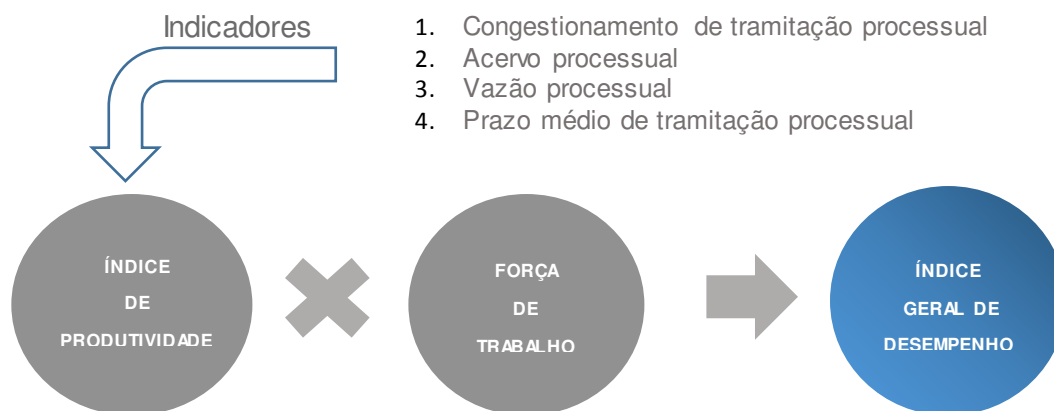 Indicadores
1. Congestionamento de tramitação processual
2. Acervo processual
3. Vazão processual
4. Prazo médio de tramitação processual
ÍNDICE
DE
PRODUTIVIDADE
FORÇA
DE
TRABALHO
ÍNDICE
GERAL DE
DESEMPENHO